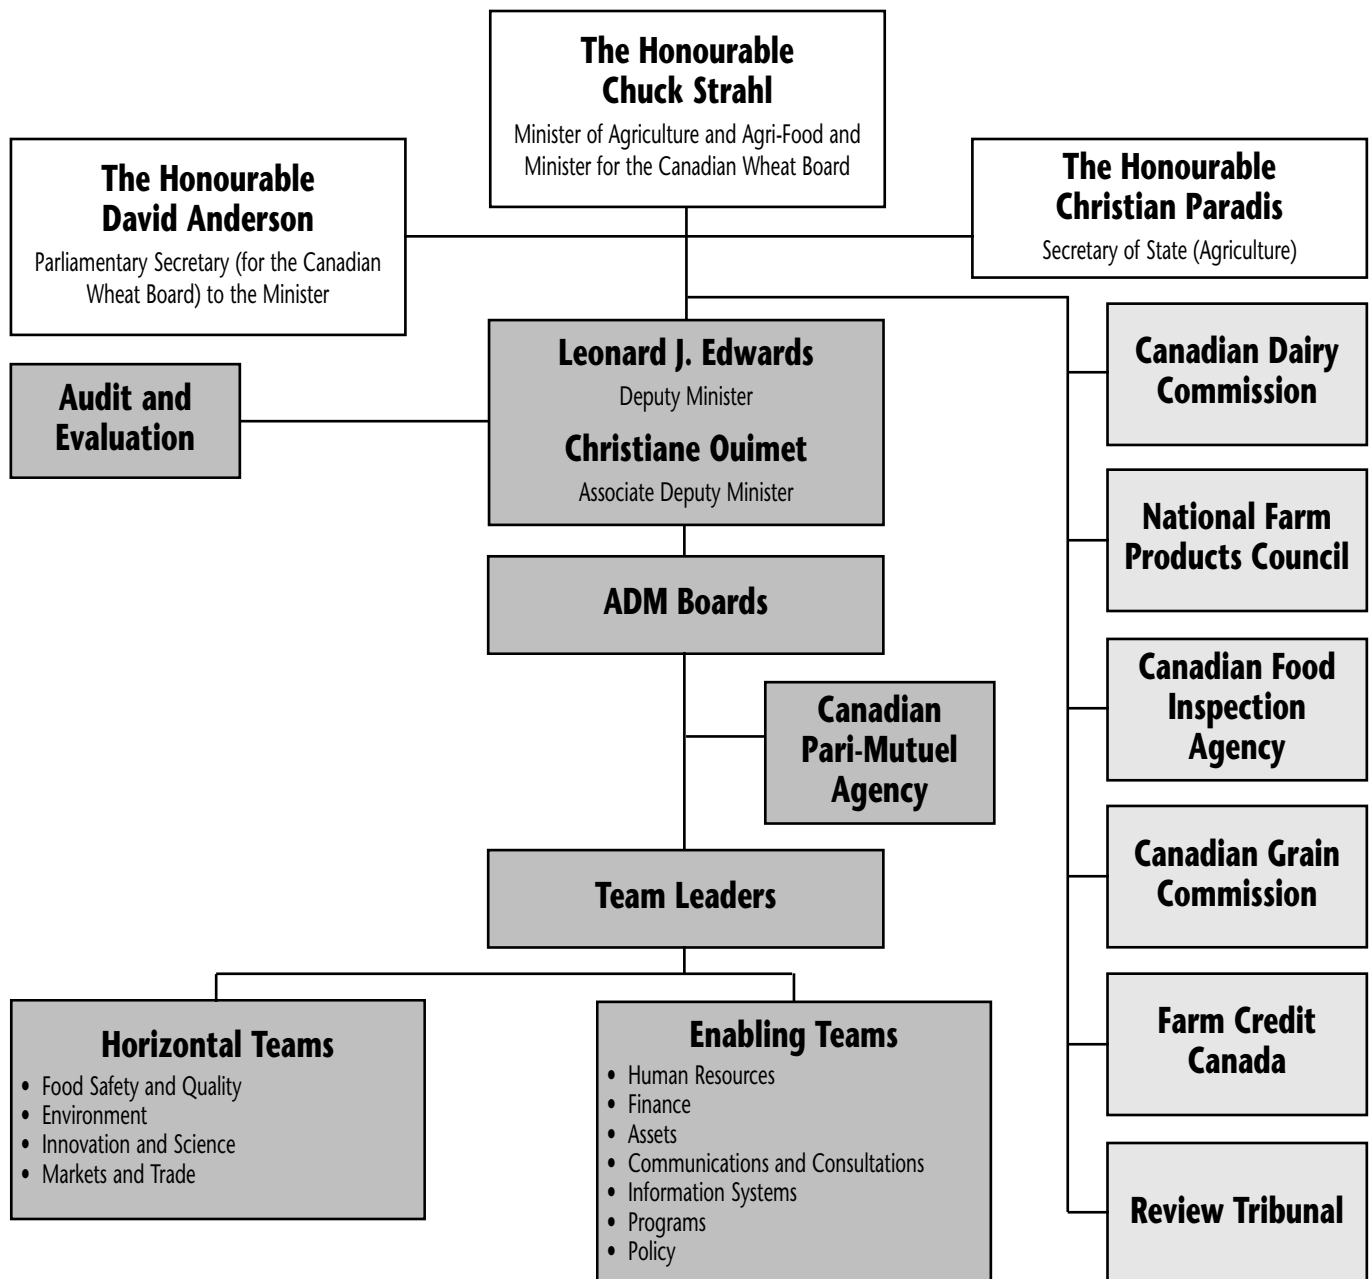 The Honourable
Chuck Strahl
Minister of Agriculture and Agri-Food and
Minister for the Canadian Wheat Board
The Honourable
David Anderson
Parliamentary Secretary (for the Canadian
Wheat Board) to the Minister
The Honourable
Christian Paradis
Secretary of State (Agriculture)
Leonard J. Edwards
Deputy Minister
Christiane Ouimet
Associate Deputy Minister
Audit and
Evaluation
ADM Boards
Canadian
Pari-Mutuel
Agency
Team Leaders
Horizontal Teams
• Food Safety and Quality
• Environment
• Innovation and Science
• Markets and Trade
Enabling Teams
• Human Resources
• Finance
• Assets
• Communications and Consultations
• Information Systems
• Programs
• Policy
Canadian Dairy
Commission
National Farm
Products Council
Canadian Food
Inspection
Agency
Canadian Grain
Commission
Farm Credit
Canada
Review Tribunal